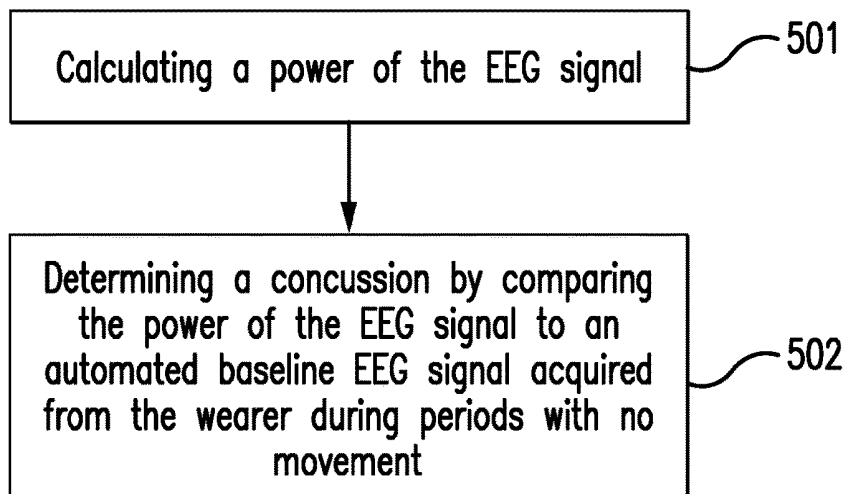 Calculating a power of the EEG signal
501
Determining a concussion by comparing
the power of the EEG signal to an
automated baseline EEG signal acquired
from the wearer during periods with no
movement
502